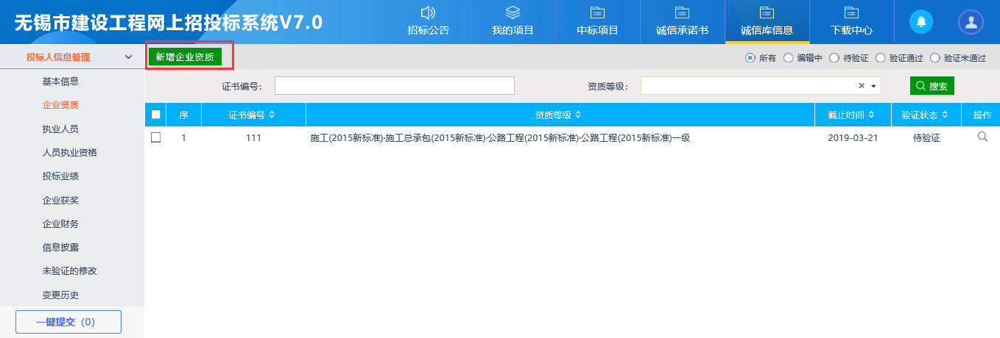 无锡市建设工程网上招投标系统V7.0
招标公告 我的项目 中标项目 诚信承诺书 诚信库信息 下载中心
投标人信息管理
基本信息
企业资质
执业人员
人员执业资格
投标业绩
企业获奖
企业财务
信息披露
未验证的修改
变更历史
一键提交（0）
新增企业资质 所有 编辑中 待验证 验证通过 验证未通过
证书编号： 资质等级： 搜索
序 证书编号 资质等级 截止时间 验证状态 操作
1 111 施工(2015新标准)·施工总承包(2015新标准)·公路工程(2015新标准)·公路工程(2015新标准)一级 2019-03-21 待验证